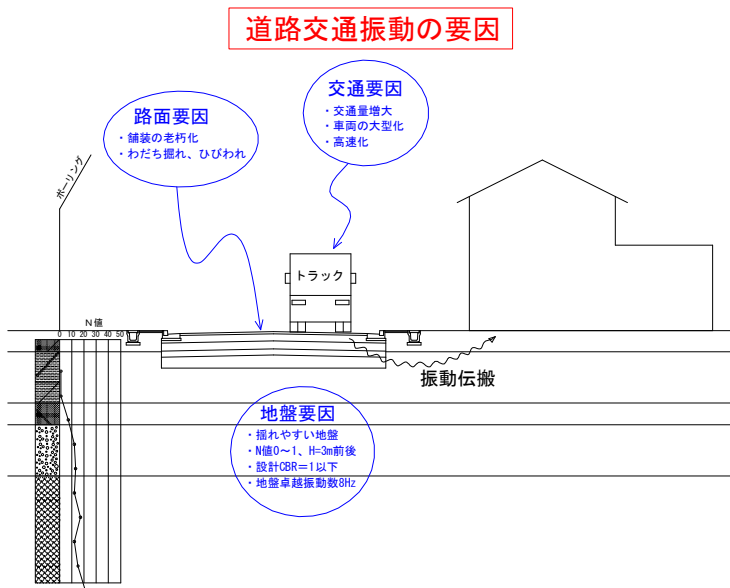 道路交通振動の要因
交通要因
・交通量増大
・車両の大型化
・高速化
路面要因
・舗装の老朽化
・わだち掘れ、ひびわれ
ボーリング
トラック
N値
0 10 20 30 40 50
振動伝搬
地盤要因
・揺れやすい地盤
・N値0～1、H=3m前後
・設計CBR＝1以下
・地盤卓越振動数8Hz